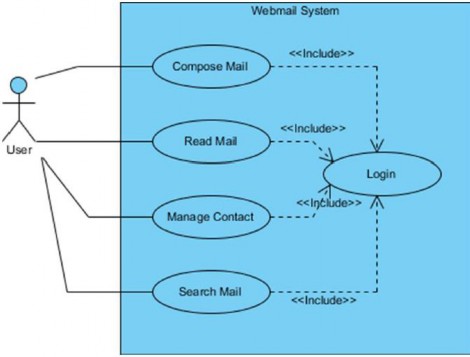 Webmail System
Compose Mail
<<Include>>
User
Read Mail
<<Include>>
Login
Manage Contact
<<Include>>
Search Mail
<<Include>>